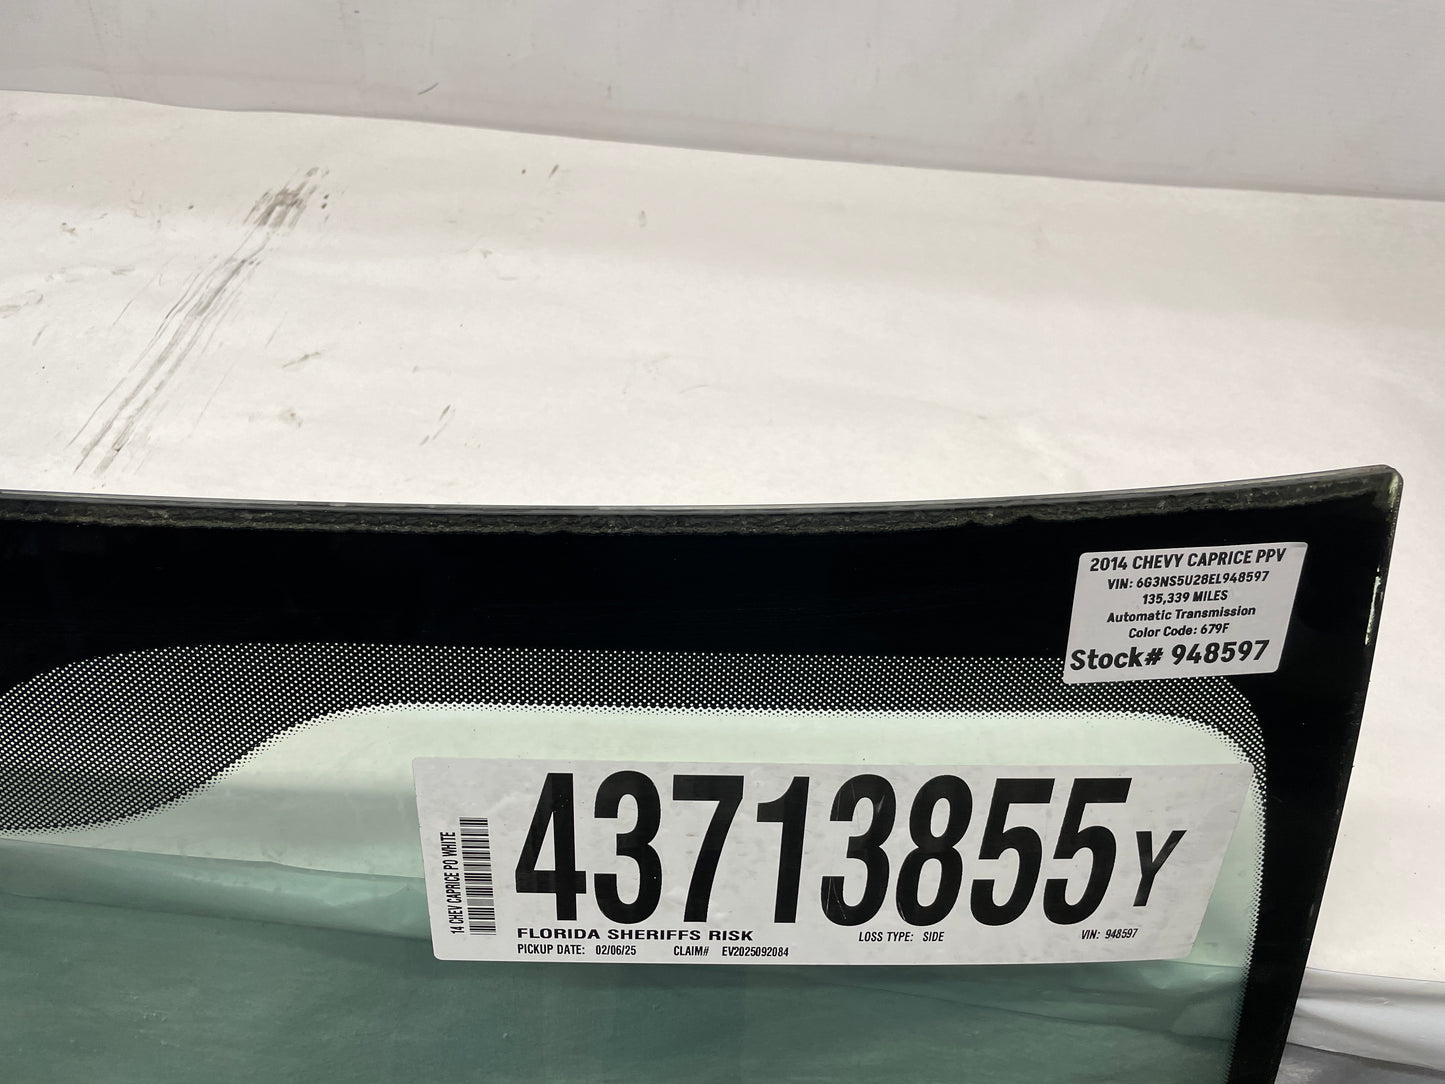 2014 CHEVY CAPRICE PPV
VIN: 6G3NS5U28EL948597
135,339 MILES
Automatic Transmission
Color Code: 679F
Stock# 948597
14 CHEV CAPRICE PO WHITE
43713855Y
FLORIDA SHERIFFS RISK LOSS TYPE: SIDE VIN: 948597
PICKUP DATE: 02/06/25 CLAIM# EV2025092084